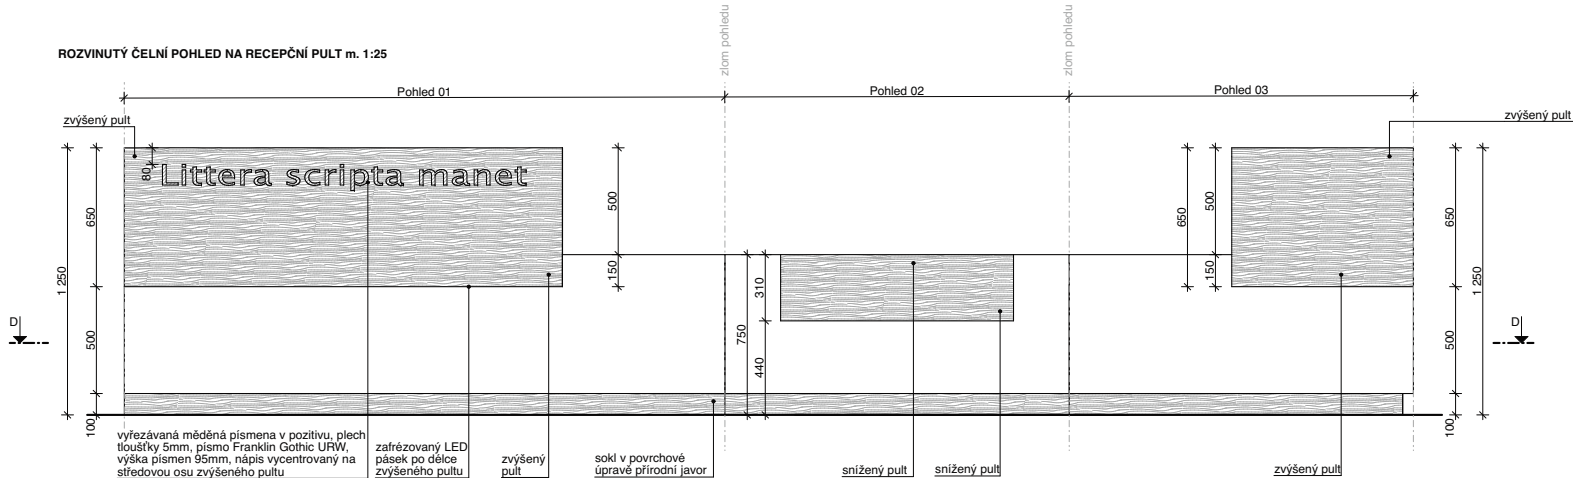 zlom pohledu
zlom pohledu
ROZVINUTÝ ČELNÍ POHLED NA RECEPČNÍ PULT m. 1:25
Pohled 01
Pohled 02
Pohled 03
zvýšený pult
zvýšený pult
80
Littera scripta manet
650
500
650
500
650
1 250
150
310
150
1 250
D
D
500
750
440
500
100
100
vyřezávaná měděná písmena v pozitivu, plech
tloušťky 5mm, písmo Franklin Gothic URW,
výška písmen 95mm, nápis vycentrovaný na
středovou osu zvýšeného pultu
zafrézovaný LED
pásek po délce
zvýšeného pultu
zvýšený
pult
sokl v povrchové
úpravě přírodní javor
snížený pult
snížený pult
zvýšený pult